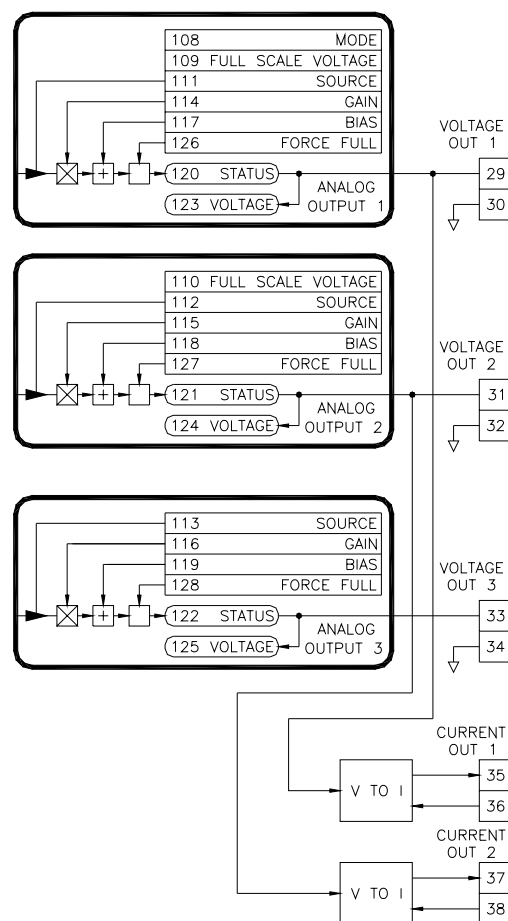 108 MODE
109 FULL SCALE VOLTAGE
111 SOURCE
114 GAIN
117 BIAS
126 FORCE FULL
120 STATUS
123 VOLTAGE
ANALOG
OUTPUT 1
VOLTAGE
OUT 1
29
30
110 FULL SCALE VOLTAGE
112 SOURCE
115 GAIN
118 BIAS
127 FORCE FULL
121 STATUS
124 VOLTAGE
ANALOG
OUTPUT 2
VOLTAGE
OUT 2
31
32
113 SOURCE
116 GAIN
119 BIAS
128 FORCE FULL
122 STATUS
125 VOLTAGE
ANALOG
OUTPUT 3
VOLTAGE
OUT 3
33
34
CURRENT
OUT 1
V TO I
35
36
CURRENT
OUT 2
V TO I
37
38